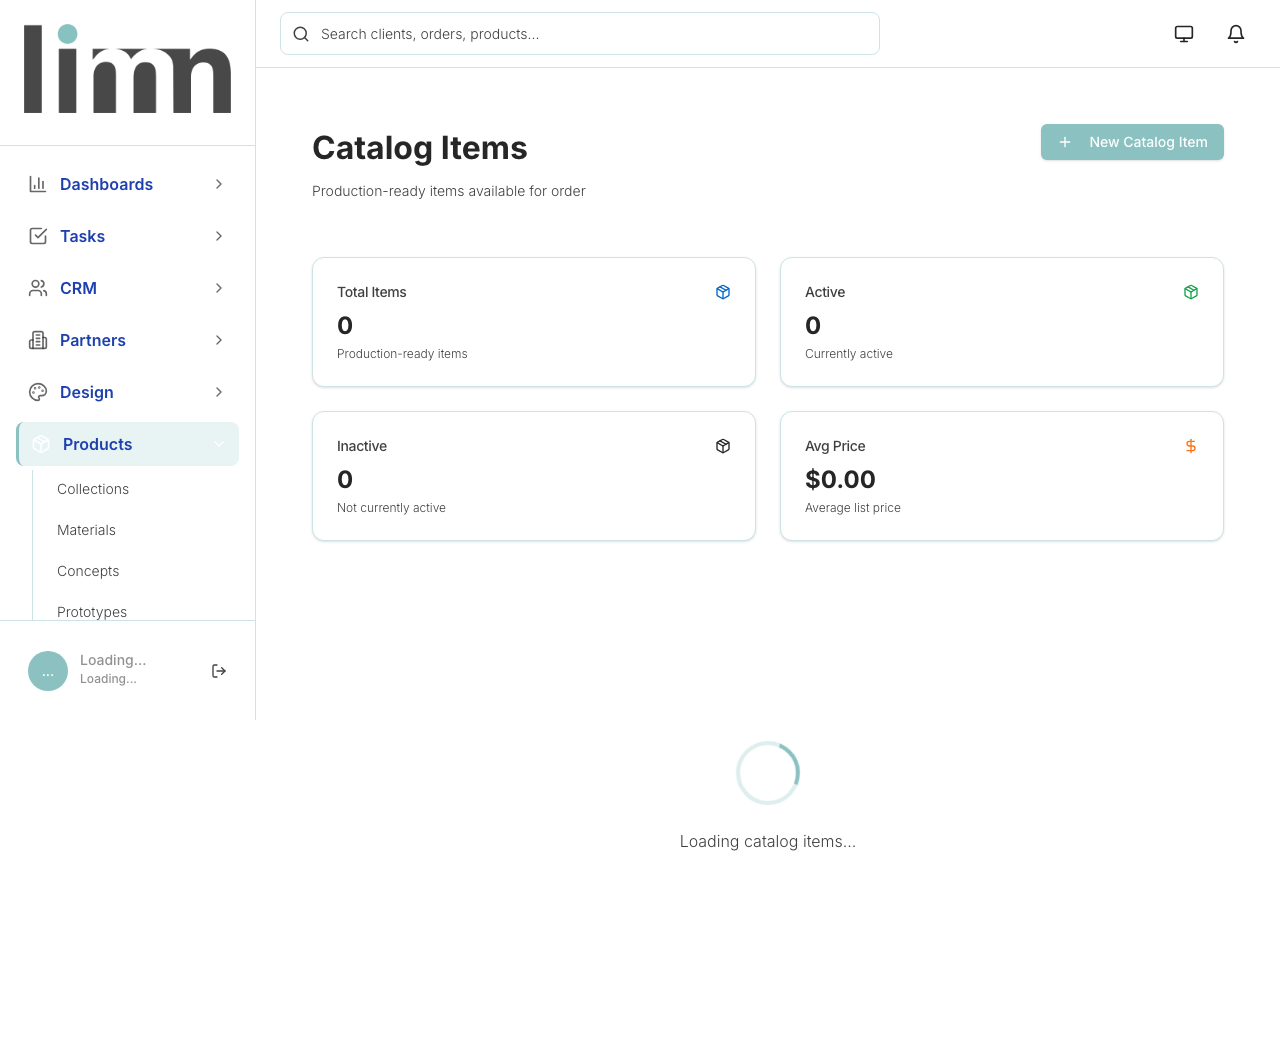 limn
Search clients, orders, products...
Dashboards
Tasks
CRM
Partners
Design
Products
Collections
Materials
Concepts
Prototypes
...
Loading...
Loading...
Catalog Items
Production-ready items available for order
New Catalog Item
Total Items
0
Production-ready items
Active
0
Currently active
Inactive
0
Not currently active
Avg Price
$0.00
Average list price
Loading catalog items...